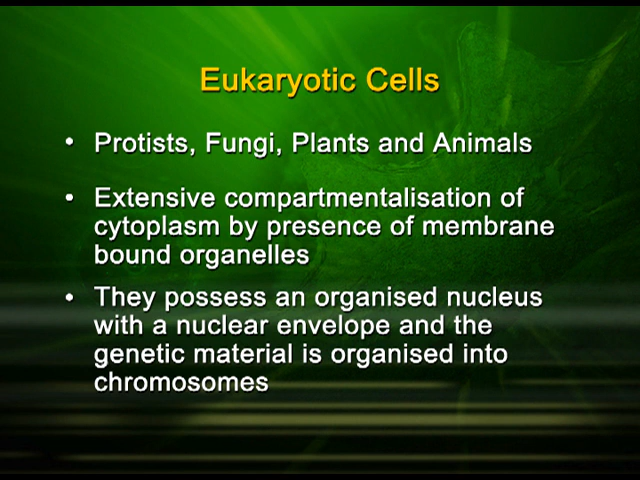 Eukaryotic Cells
• Protists, Fungi, Plants and Animals
• Extensive compartmentalisation of
cytoplasm by presence of membrane
bound organelles
• They possess an organised nucleus
with a nuclear envelope and the
genetic material is organised into
chromosomes